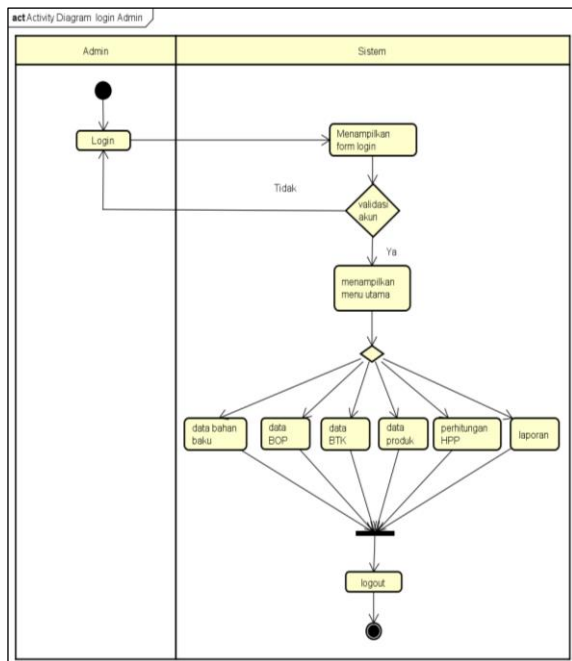 act Activity Diagram login Admin
Admin
Sistem
Login
Menampilkan
form login
Tidak
validasi
akun
Ya
menampilkan
menu utama
data bahan
baku
data
BOP
data
BTK
data
produk
perhitungan
HPP
laporan
logout